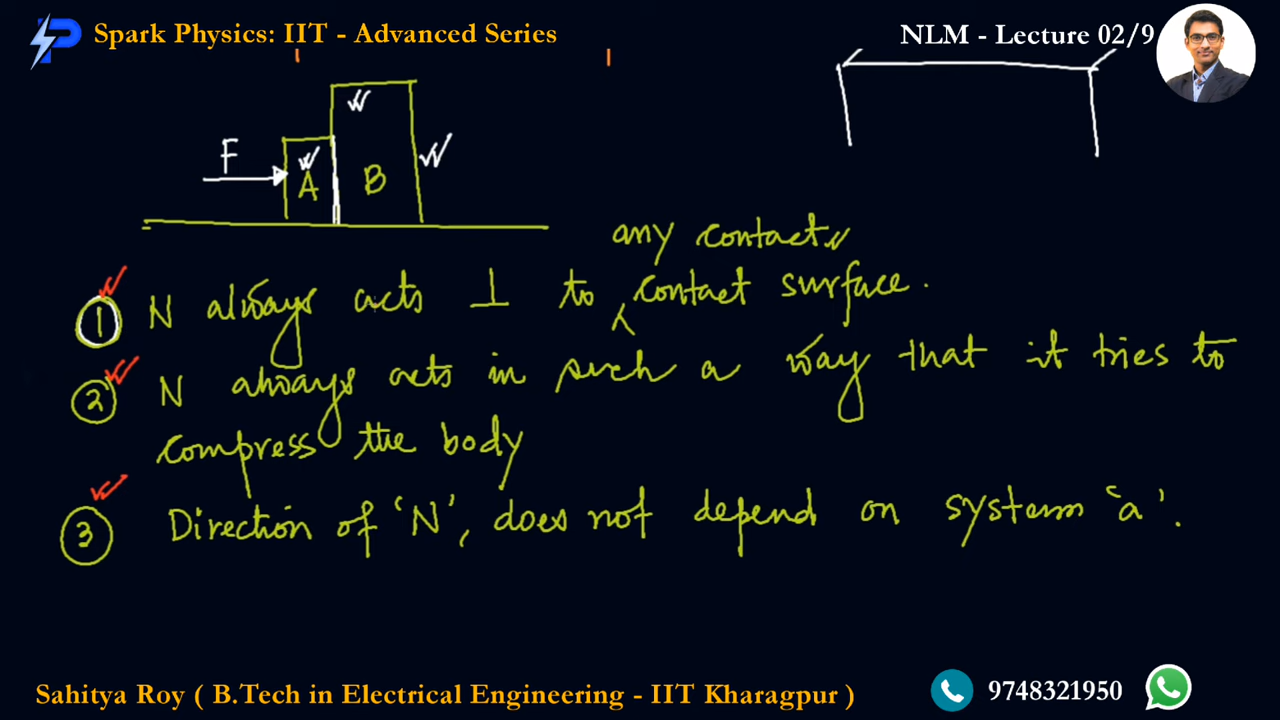 Spark Physics: IIT - Advanced Series
NLM - Lecture 02/9
F
A
B
any contact
① N always acts ⊥ to ^ contact surface.
② N always acts in such a way that it tries to
compress the body
③ Direction of 'N', does not depend on system 'a'.
Sahitya Roy ( B.Tech in Electrical Engineering - IIT Kharagpur )
9748321950